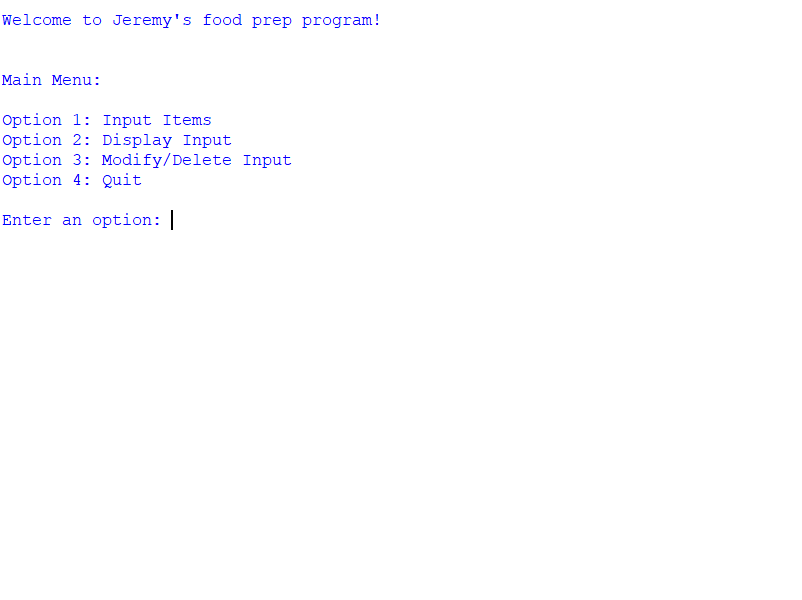 Welcome to Jeremy's food prep program!
Main Menu:
Option 1: Input Items
Option 2: Display Input
Option 3: Modify/Delete Input
Option 4: Quit
Enter an option: